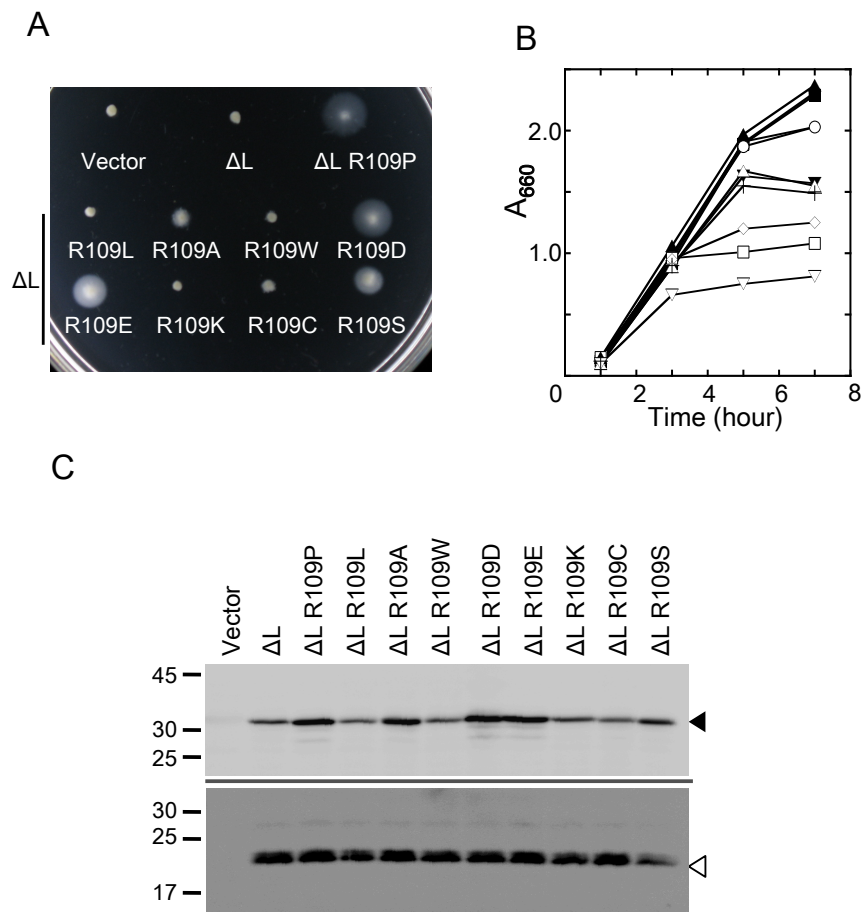 A
Vector ΔL ΔL R109P
R109L R109A R109W R109D
ΔL
R109E R109K R109C R109S
B
2.0
1.0
A660
0 2 4 6 8
Time (hour)
C
Vector
ΔL
ΔL R109P
ΔL R109L
ΔL R109A
ΔL R109W
ΔL R109D
ΔL R109E
ΔL R109K
ΔL R109C
ΔL R109S
45
30
25
30
25
17